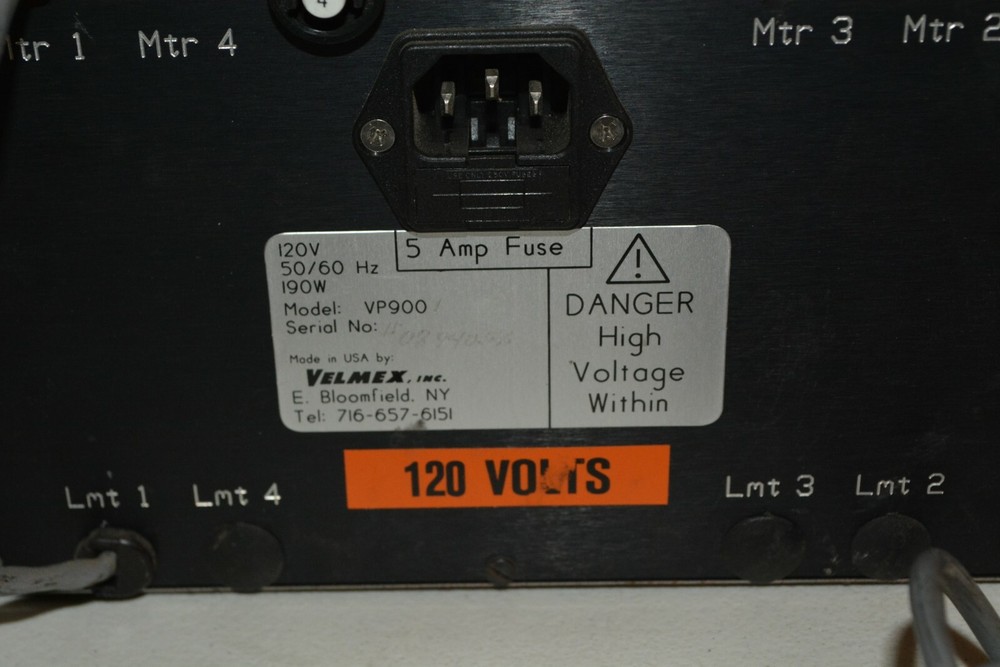 4
Mtr 1 Mtr 4 Mtr 3 Mtr 2
120V
50/60 Hz
190W
5 Amp Fuse
Model: VP900
Serial No:
Made in USA by:
VELMEX, INC.
E. Bloomfield, NY
Tel: 716-657-6151
!
DANGER
High
Voltage
Within
120 VOLTS
Lmt 1 Lmt 4 Lmt 3 Lmt 2